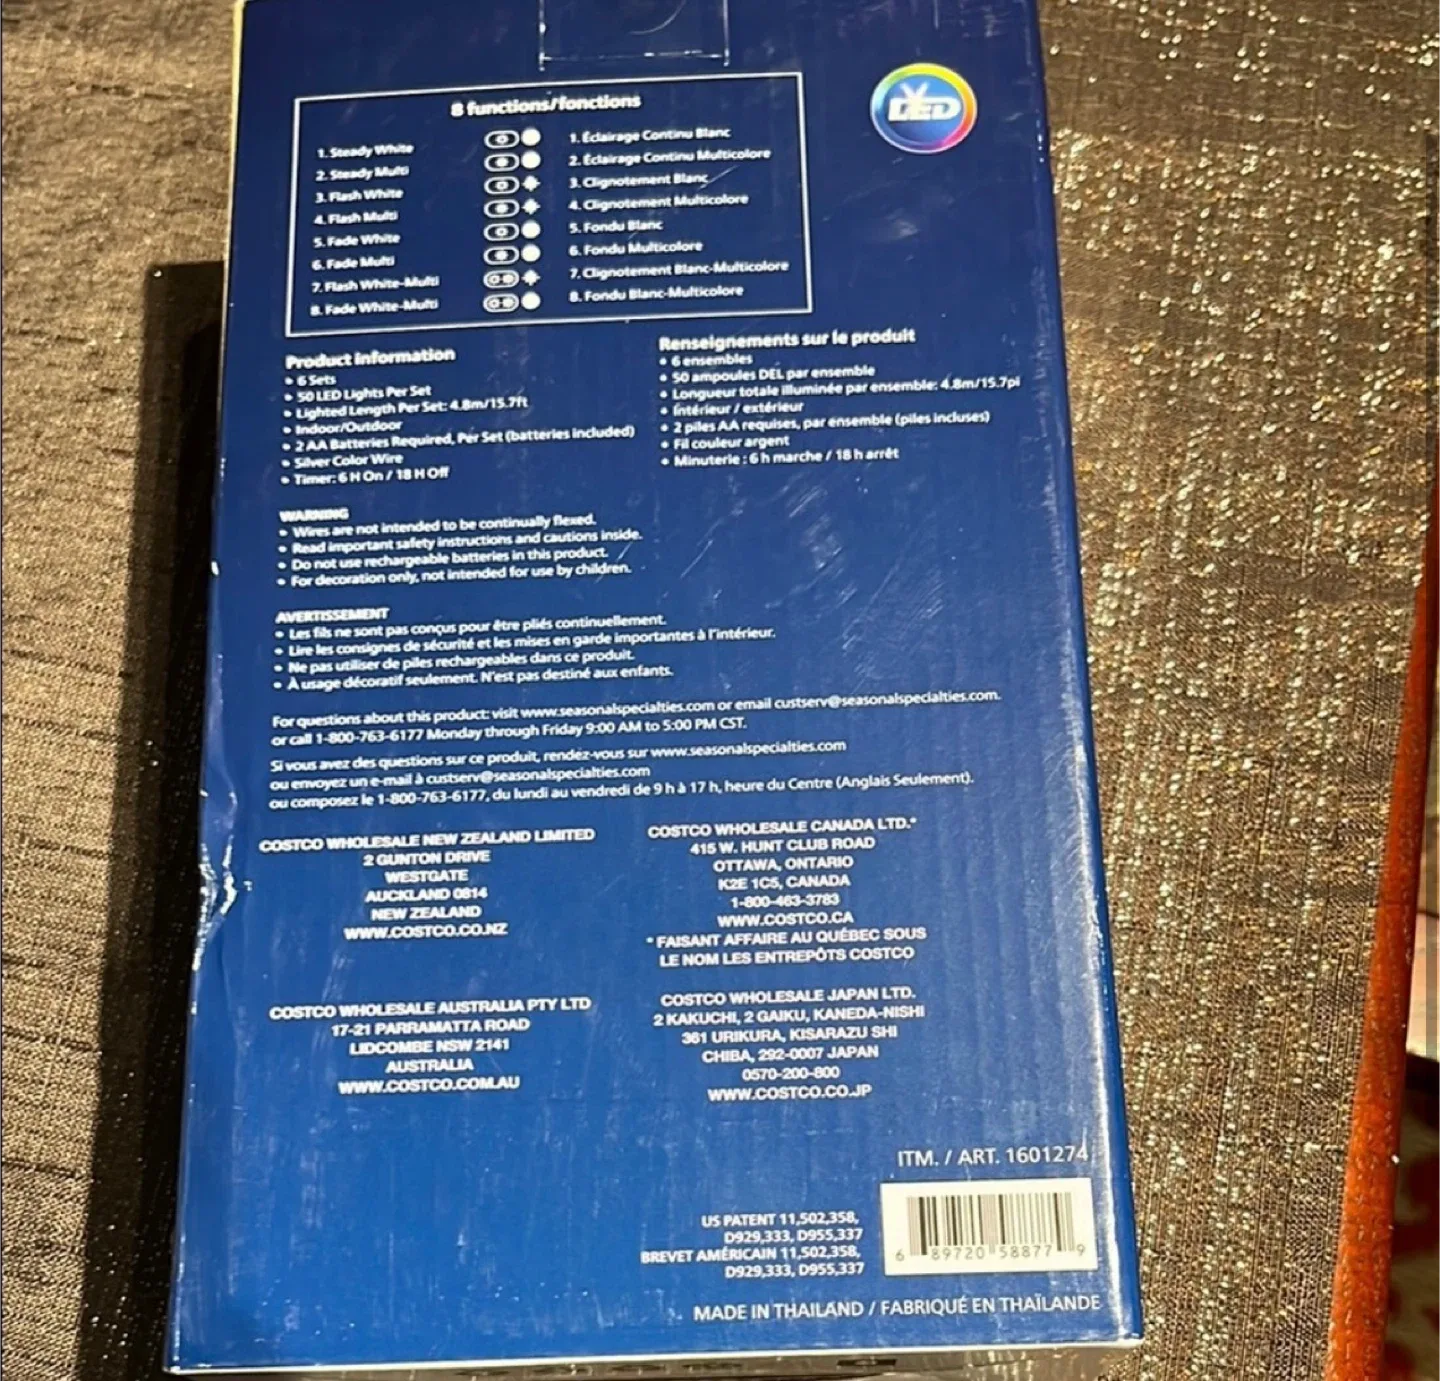 8 functions/fonctions
LED
1. Steady White
2. Steady Multi
3. Flash White
4. Flash Multi
5. Fade White
6. Fade Multi
7. Flash White-Multi
8. Fade White-Multi
1. Éclairage Continu Blanc
2. Éclairage Continu Multicolore
3. Clignotement Blanc
4. Clignotement Multicolore
5. Fondu Blanc
6. Fondu Multicolore
7. Clignotement Blanc-Multicolore
8. Fondu Blanc-Multicolore
Product information
• 6 Sets
• 50 LED Lights Per Set
• Lighted Length Per Set: 4.8m/15.7ft
• Indoor/Outdoor
• 2 AA Batteries Required, Per Set (batteries included)
• Silver Color Wire
• Timer: 6 H On / 18 H Off
Renseignements sur le produit
• 6 ensembles
• 50 ampoules DEL par ensemble
• Longueur totale illuminée par ensemble: 4.8m/15.7pi
• Intérieur / extérieur
• 2 piles AA requises, par ensemble (piles incluses)
• Fil couleur argent
• Minuterie : 6 h marche / 18 h arrêt
WARNING
• Wires are not intended to be continually flexed.
• Read important safety instructions and cautions inside.
• Do not use rechargeable batteries in this product.
• For decoration only, not intended for use by children.
AVERTISSEMENT
• Les fils ne sont pas conçus pour être pliés continuellement.
• Lire les consignes de sécurité et les mises en garde importantes à l'intérieur.
• Ne pas utiliser de piles rechargeables dans ce produit.
• À usage décoratif seulement. N'est pas destiné aux enfants.
For questions about this product: visit www.seasonalspecialties.com or email custserv@seasonalspecialties.com.
or call 1-800-763-6177 Monday through Friday 9:00 AM to 5:00 PM CST.
Si vous avez des questions sur ce produit, rendez-vous sur www.seasonalspecialties.com
ou envoyez un e-mail à custserv@seasonalspecialties.com
ou composez le 1-800-763-6177, du lundi au vendredi de 9 h à 17 h, heure du Centre (Anglais Seulement).
COSTCO WHOLESALE NEW ZEALAND LIMITED
2 GUNTON DRIVE
WESTGATE
AUCKLAND 0814
NEW ZEALAND
WWW.COSTCO.CO.NZ
COSTCO WHOLESALE CANADA LTD.*
415 W. HUNT CLUB ROAD
OTTAWA, ONTARIO
K2E 1C5, CANADA
1-800-463-3783
WWW.COSTCO.CA
* FAISANT AFFAIRE AU QUÉBEC SOUS
LE NOM LES ENTREPÔTS COSTCO
COSTCO WHOLESALE AUSTRALIA PTY LTD
17-21 PARRAMATTA ROAD
LIDCOMBE NSW 2141
AUSTRALIA
WWW.COSTCO.COM.AU
COSTCO WHOLESALE JAPAN LTD.
2 KAKUCHI, 2 GAIKU, KANEDA-NISHI
361 URIKURA, KISARAZU SHI
CHIBA, 292-0007 JAPAN
0570-200-800
WWW.COSTCO.CO.JP
ITM. / ART. 1601274
US PATENT 11,502,358,
D929,333, D955,337
BREVET AMÉRICAIN 11,502,358,
D929,333, D955,337
6 89720 58877 9
MADE IN THAILAND / FABRIQUÉ EN THAÏLANDE